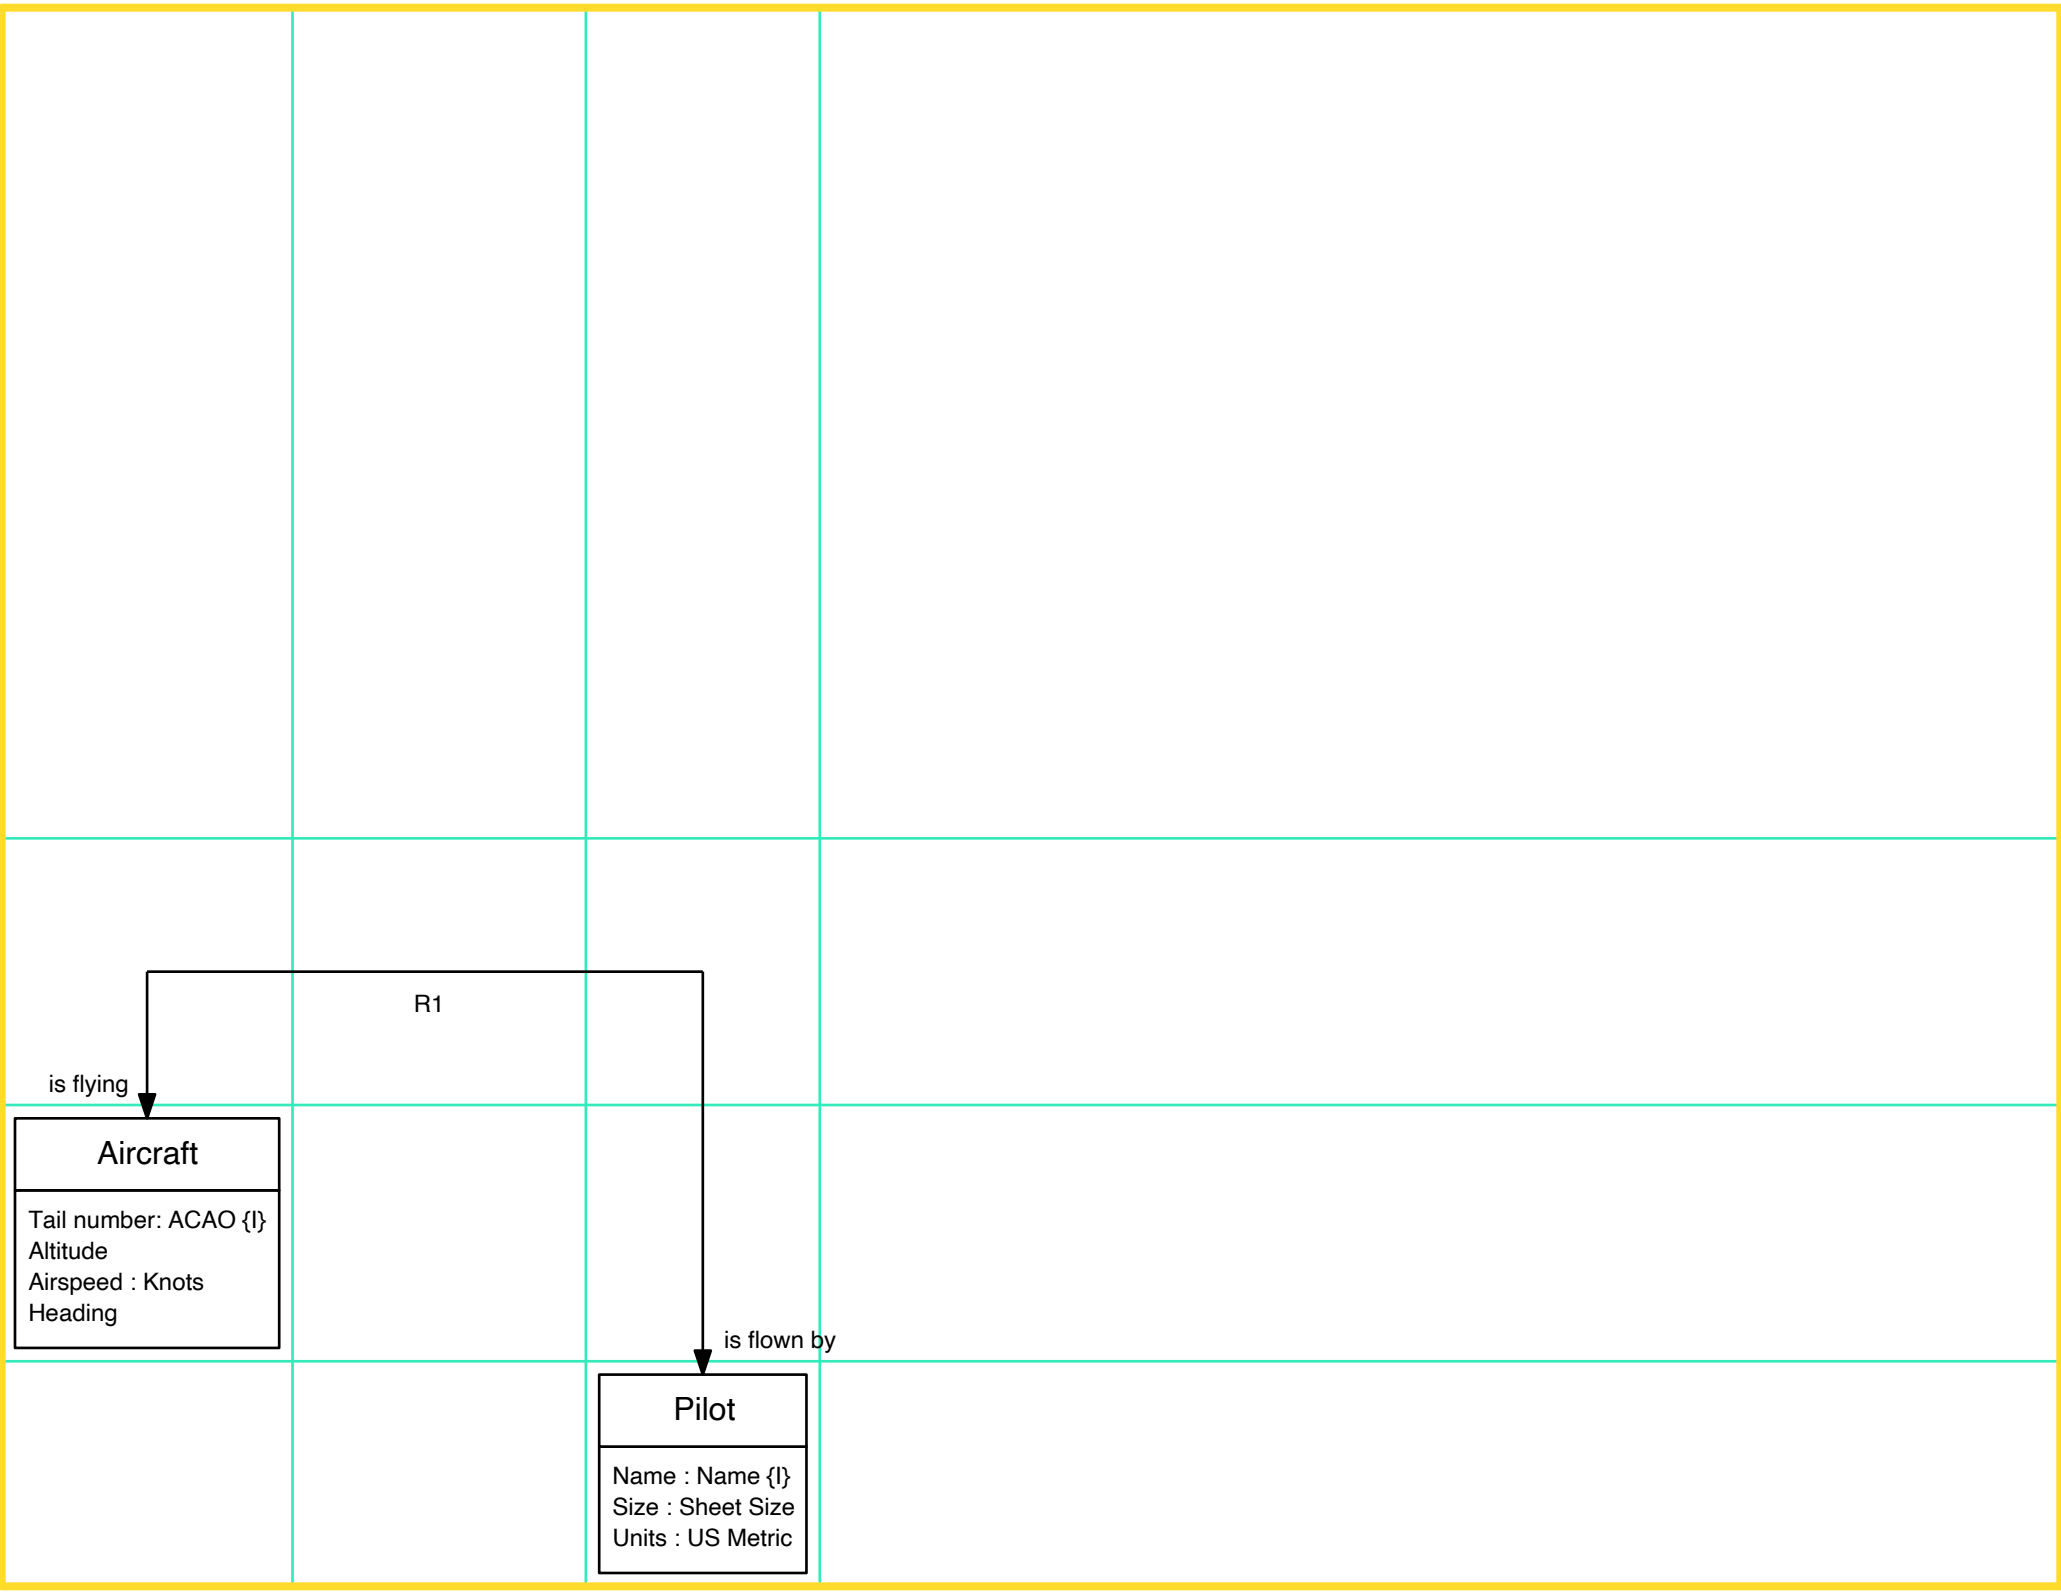 R1
is flying
Aircraft
Tail number: ACAO {I}
Altitude
Airspeed : Knots
Heading
is flown by
Pilot
Name : Name {I}
Size : Sheet Size
Units : US Metric